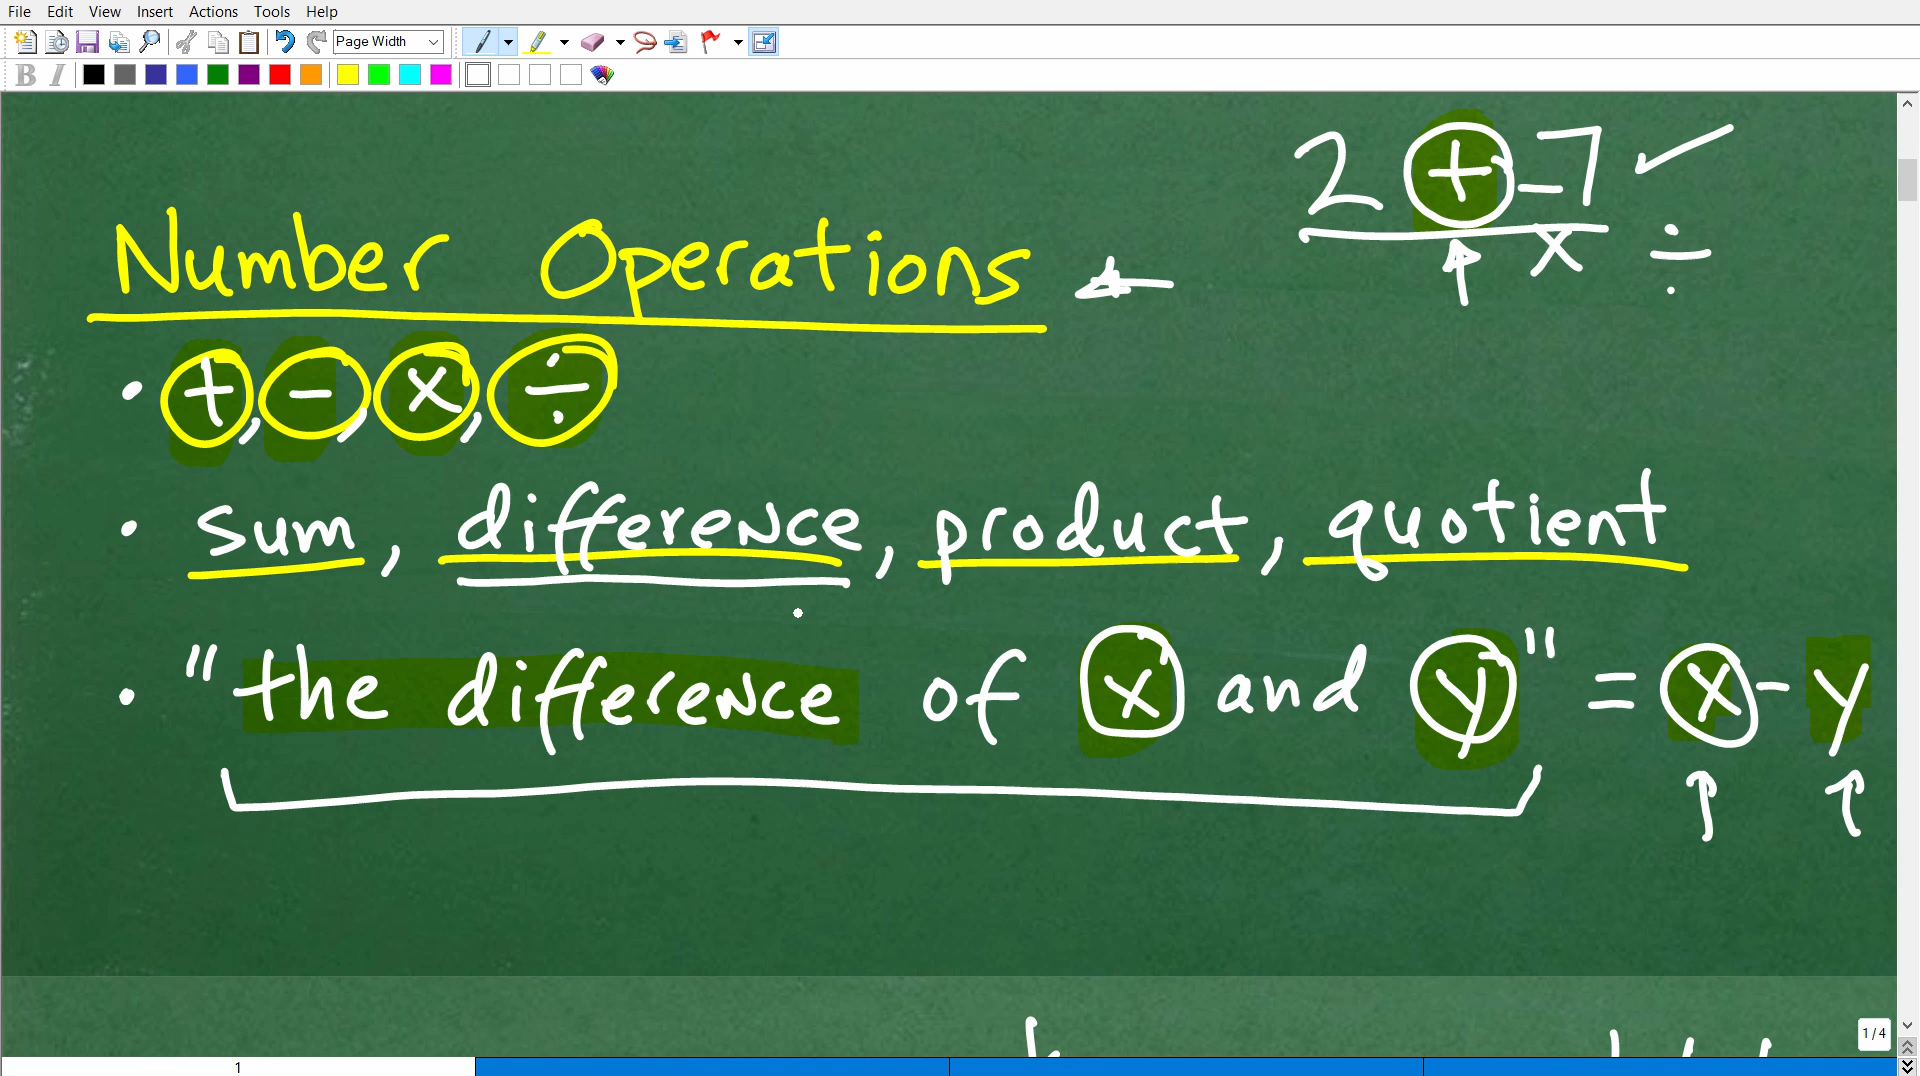 File Edit View Insert Actions Tools Help
Page Width
B I
2 + -7 ✓
x ÷
Number Operations ←
• +, -, x, ÷
• sum, difference, product, quotient
• "the difference of x and y" = x - y
1 / 4
1